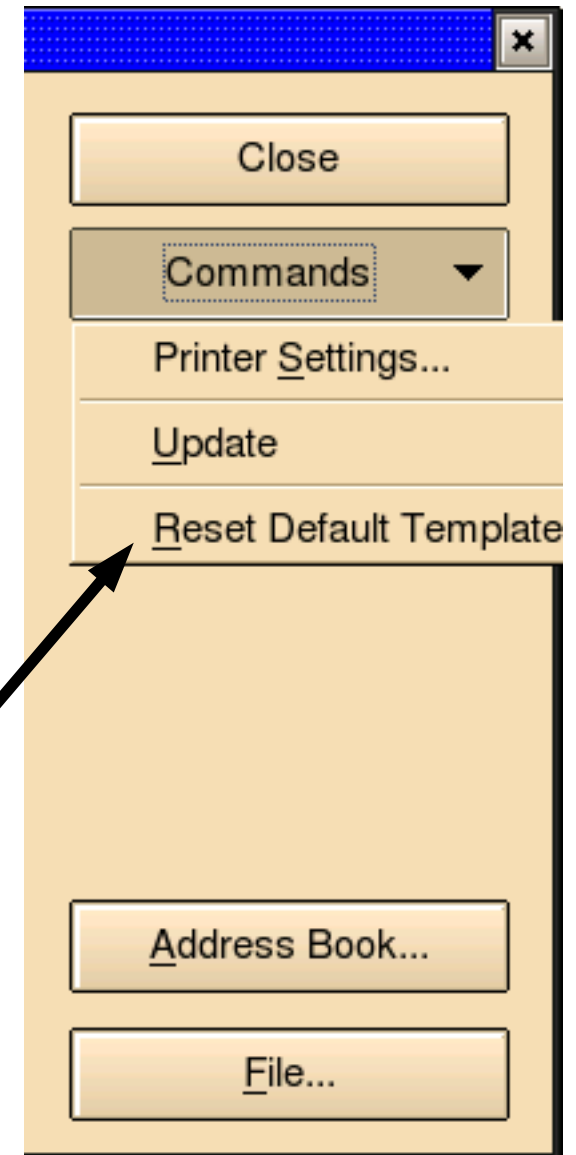 Close
Commands
Printer Settings...
Update
Reset Default Template
Address Book...
File...